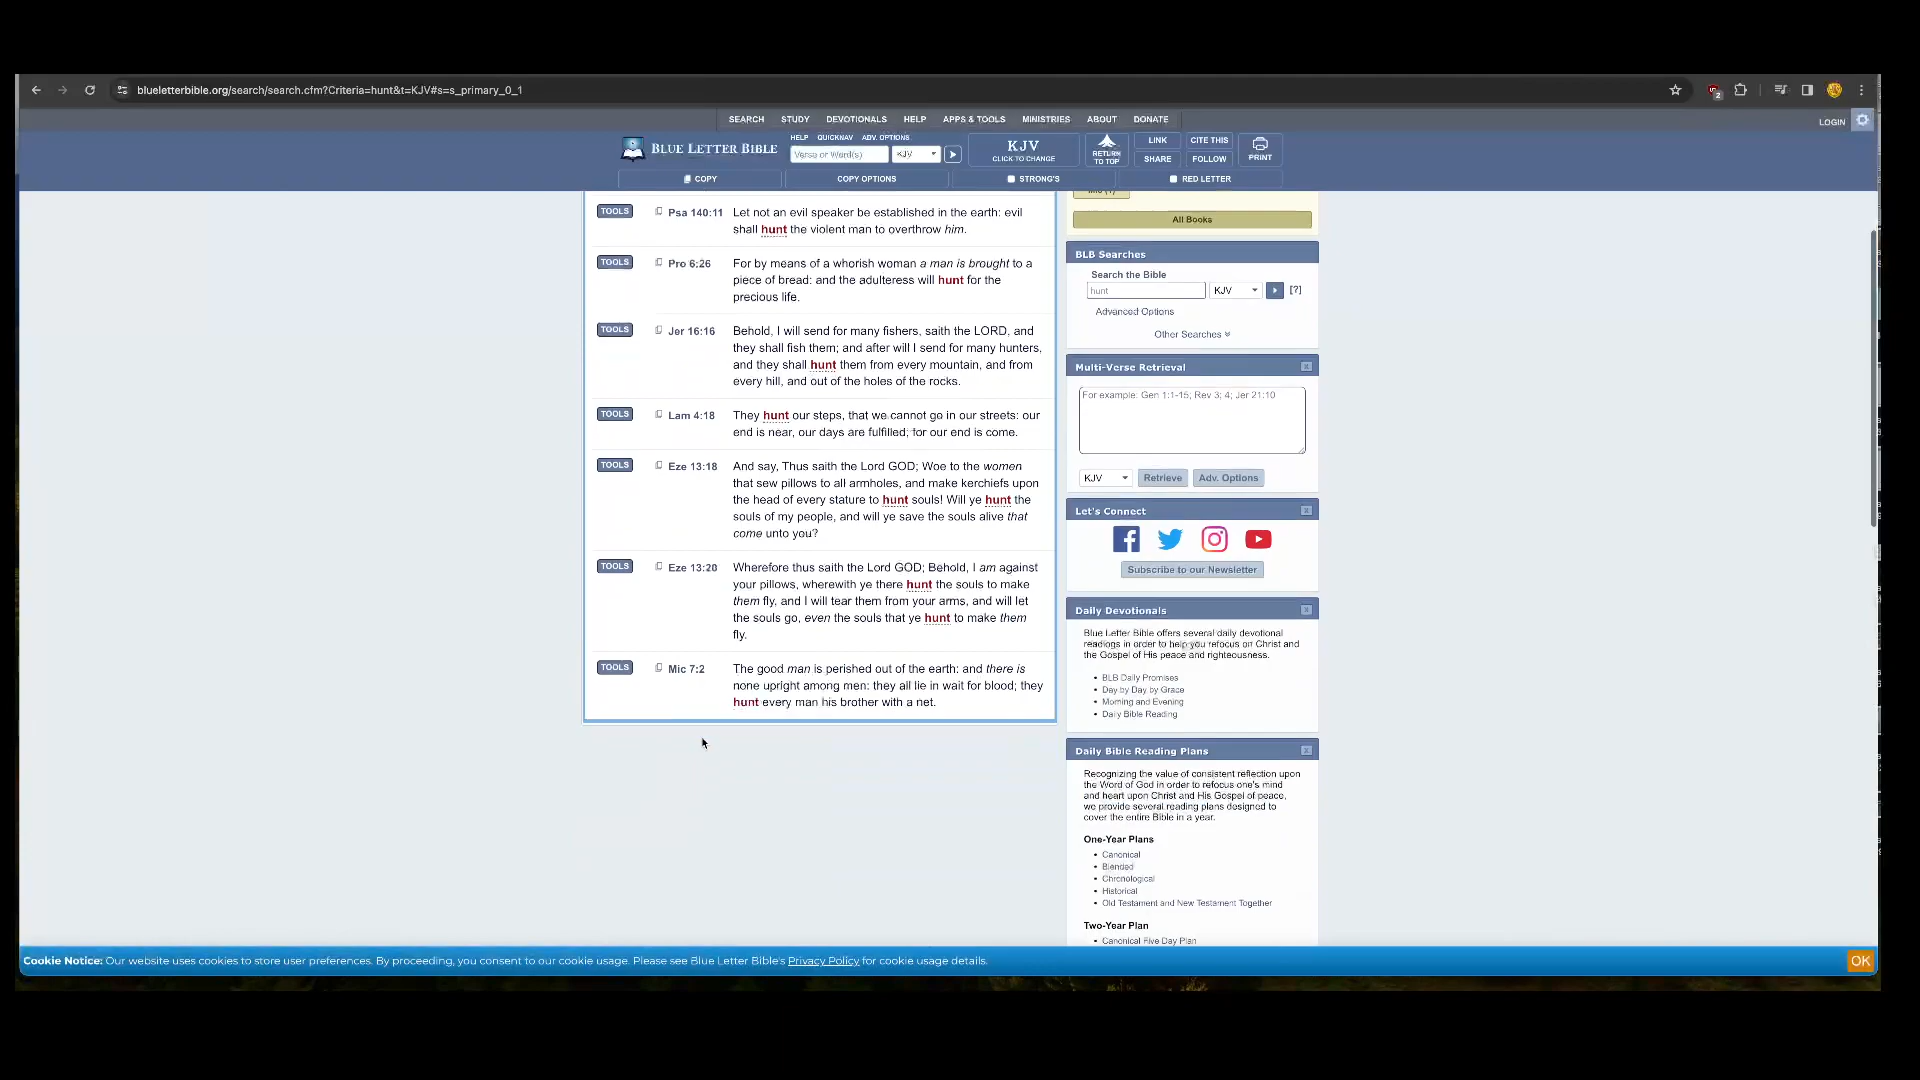 blueletterbible.org/search/search.cfm?Criteria=hunt&t=KJV#s=s_primary_0_1
2
SEARCH STUDY DEVOTIONALS HELP APPS & TOOLS MINISTRIES ABOUT DONATE
LOGIN
HELP QUICKNAV ADV. OPTIONS
BLUE LETTER BIBLE
Verse or Word(s) KJV
KJV
CLICK TO CHANGE
RETURN
TO TOP
LINK CITE THIS
SHARE FOLLOW
PRINT
COPY COPY OPTIONS STRONG'S RED LETTER
TOOLS Psa 140:11 Let not an evil speaker be established in the earth: evil
shall hunt the violent man to overthrow him.
TOOLS Pro 6:26 For by means of a whorish woman a man is brought to a
piece of bread: and the adulteress will hunt for the
precious life.
TOOLS Jer 16:16 Behold, I will send for many fishers, saith the LORD, and
they shall fish them; and after will I send for many hunters,
and they shall hunt them from every mountain, and from
every hill, and out of the holes of the rocks.
TOOLS Lam 4:18 They hunt our steps, that we cannot go in our streets: our
end is near, our days are fulfilled; for our end is come.
TOOLS Eze 13:18 And say, Thus saith the Lord GOD; Woe to the women
that sew pillows to all armholes, and make kerchiefs upon
the head of every stature to hunt souls! Will ye hunt the
souls of my people, and will ye save the souls alive that
come unto you?
TOOLS Eze 13:20 Wherefore thus saith the Lord GOD; Behold, I am against
your pillows, wherewith ye there hunt the souls to make
them fly, and I will tear them from your arms, and will let
the souls go, even the souls that ye hunt to make them
fly.
TOOLS Mic 7:2 The good man is perished out of the earth: and there is
none upright among men: they all lie in wait for blood; they
hunt every man his brother with a net.
All Books
BLB Searches
Search the Bible
hunt KJV [?]
Advanced Options
Other Searches
Multi-Verse Retrieval
For example: Gen 1:1-15; Rev 3; 4; Jer 21:10
KJV Retrieve Adv. Options
Let's Connect
Subscribe to our Newsletter
Daily Devotionals
Blue Letter Bible offers several daily devotional
readings in order to help you refocus on Christ and
the Gospel of His peace and righteousness.
• BLB Daily Promises
• Day by Day by Grace
• Morning and Evening
• Daily Bible Reading
Daily Bible Reading Plans
Recognizing the value of consistent reflection upon
the Word of God in order to refocus one's mind
and heart upon Christ and His Gospel of peace,
we provide several reading plans designed to
cover the entire Bible in a year.
One-Year Plans
• Canonical
• Blended
• Chronological
• Historical
• Old Testament and New Testament Together
Two-Year Plan
• Canonical Five Day Plan
Cookie Notice: Our website uses cookies to store user preferences. By proceeding, you consent to our cookie usage. Please see Blue Letter Bible's Privacy Policy for cookie usage details.
OK